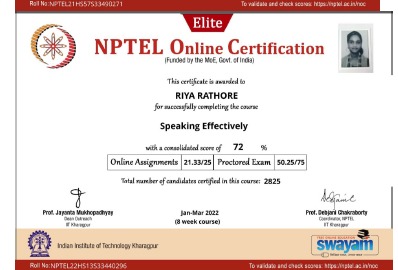 Roll No:NPTEL21HS57S33490271 To validate and check scores: https://nptel.ac.in/noc
Elite
NPTEL Online Certification
(Funded by the MoE, Govt. of India)
This certificate is awarded to
RIYA RATHORE
for successfully completing the course
Speaking Effectively
with a consolidated score of 72 %
Online Assignments 21.33/25 Proctored Exam 50.25/75
Total number of candidates certified in this course: 2825
Prof. Jayanta Mukhopadhyay
Dean Outreach
IIT Kharagpur
Jan-Mar 2022
(8 week course)
Prof. Debjani Chakraborty
Coordinator, NPTEL
IIT Kharagpur
Indian Institute of Technology Kharagpur
swayam
Roll No:NPTEL22HS13S33440296 To validate and check scores: https://nptel.ac.in/noc